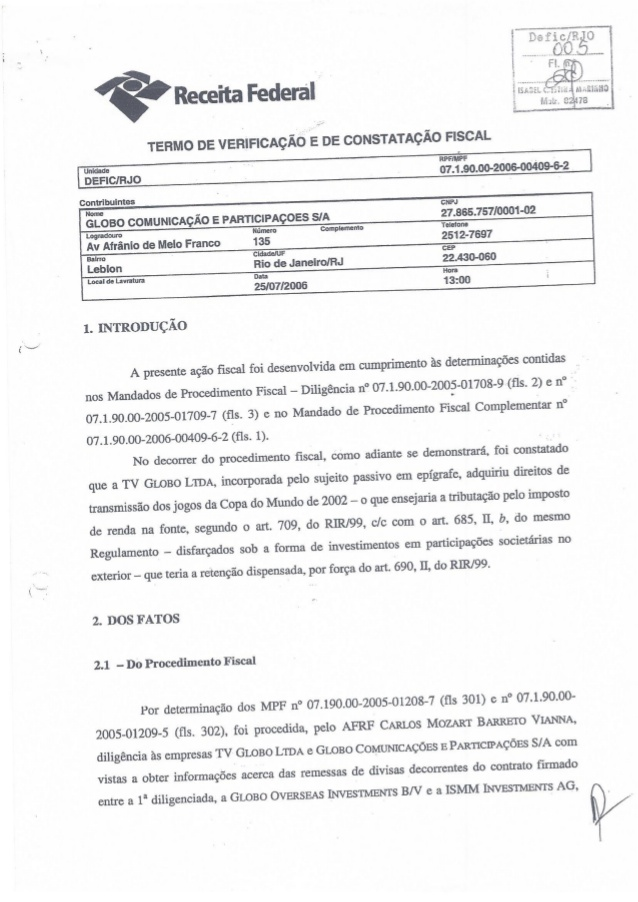 Defic/RJO
005
Fl.
Matr. 82478
Receita Federal
TERMO DE VERIFICAÇÃO E DE CONSTATAÇÃO FISCAL
Unidade
RPF/MPF
DEFIC/RJO
07.1.90.00-2006-00409-6-2
Contribuintes
Nome
CNPJ
GLOBO COMUNICAÇÃO E PARTICIPAÇOES S/A
27.865.757/0001-02
Logradouro
Número
Complemento
Telefone
Av Afrânio de Melo Franco
135
2512-7697
Bairro
Cidade/UF
CEP
Leblon
Rio de Janeiro/RJ
22.430-060
Local de Lavratura
Data
Hora
25/07/2006
13:00
1. INTRODUÇÃO
A presente ação fiscal foi desenvolvida em cumprimento às determinações contidas
nos Mandados de Procedimento Fiscal – Diligência nº 07.1.90.00-2005-01708-9 (fls. 2) e nº
07.1.90.00-2005-01709-7 (fls. 3) e no Mandado de Procedimento Fiscal Complementar nº
07.1.90.00-2006-00409-6-2 (fls. 1).
No decorrer do procedimento fiscal, como adiante se demonstrará, foi constatado
que a TV GLOBO LTDA, incorporada pelo sujeito passivo em epígrafe, adquiriu direitos de
transmissão dos jogos da Copa do Mundo de 2002 – o que ensejaria a tributação pelo imposto
de renda na fonte, segundo o art. 709, do RIR/99, c/c com o art. 685, II, b, do mesmo
Regulamento – disfarçados sob a forma de investimentos em participações societárias no
exterior – que teria a retenção dispensada, por força do art. 690, II, do RIR/99.
2. DOS FATOS
2.1 – Do Procedimento Fiscal
Por determinação dos MPF nº 07.190.00-2005-01208-7 (fls 301) e nº 07.1.90.00-
2005-01209-5 (fls. 302), foi procedida, pelo AFRF CARLOS MOZART BARRETO VIANNA,
diligência às empresas TV GLOBO LTDA e GLOBO COMUNICAÇÕES E PARTICIPAÇÕES S/A com
vistas a obter informações acerca das remessas de divisas decorrentes do contrato firmado
entre a 1ª diligenciada, a GLOBO OVERSEAS INVESTMENTS B/V e a ISMM INVESTMENTS AG,